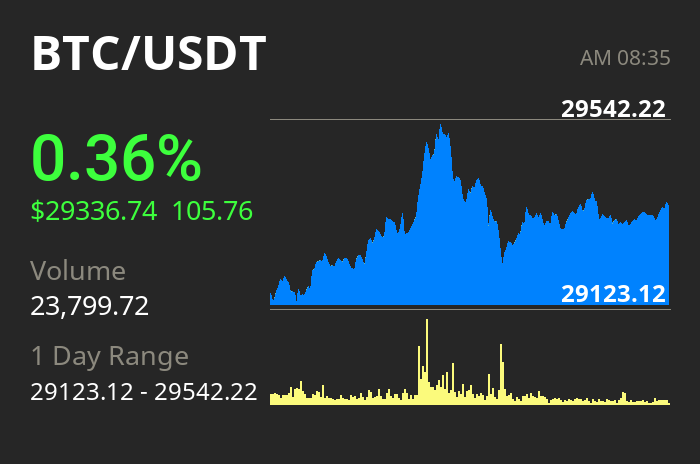 BTC/USDT
AM 08:35
29542.22
0.36%
$29336.74 105.76
Volume
23,799.72
29123.12
1 Day Range
29123.12 - 29542.22